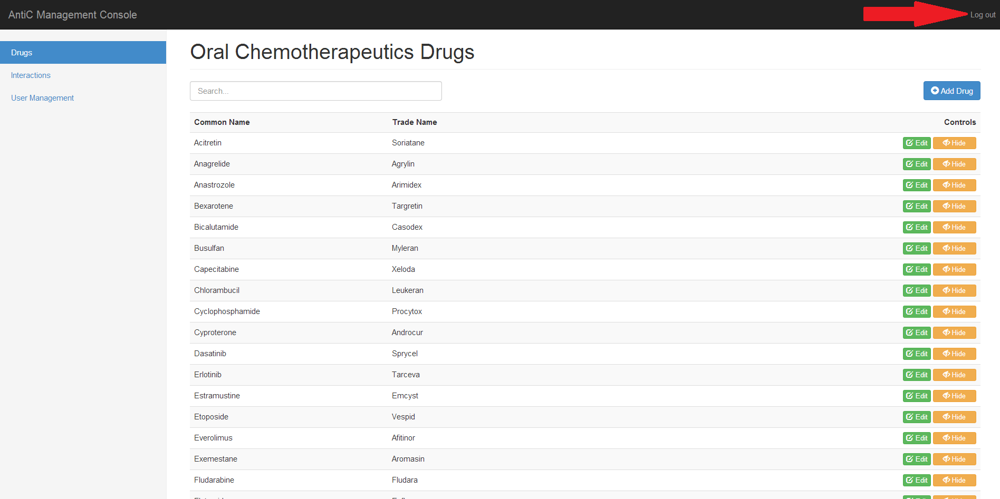 AntiC Management Console
Log out
Drugs
Interactions
User Management
Oral Chemotherapeutics Drugs
Search...
Add Drug
Common Name Trade Name Controls
Acitretin Soriatane Edit Hide
Anagrelide Agrylin Edit Hide
Anastrozole Arimidex Edit Hide
Bexarotene Targretin Edit Hide
Bicalutamide Casodex Edit Hide
Busulfan Myleran Edit Hide
Capecitabine Xeloda Edit Hide
Chlorambucil Leukeran Edit Hide
Cyclophosphamide Procytox Edit Hide
Cyproterone Androcur Edit Hide
Dasatinib Sprycel Edit Hide
Erlotinib Tarceva Edit Hide
Estramustine Emcyst Edit Hide
Etoposide Vespid Edit Hide
Everolimus Afitinor Edit Hide
Exemestane Aromasin Edit Hide
Fludarabine Fludara Edit Hide